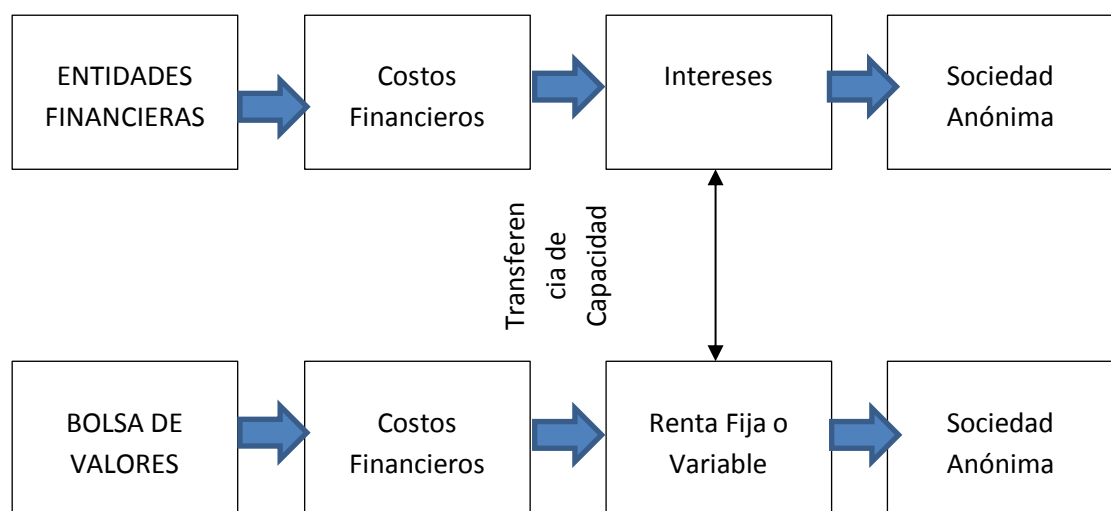 ENTIDADES
FINANCIERAS
Costos
Financieros
Intereses
Sociedad
Anónima
Transferen
cia de
Capacidad
BOLSA DE
VALORES
Costos
Financieros
Renta Fija o
Variable
Sociedad
Anónima